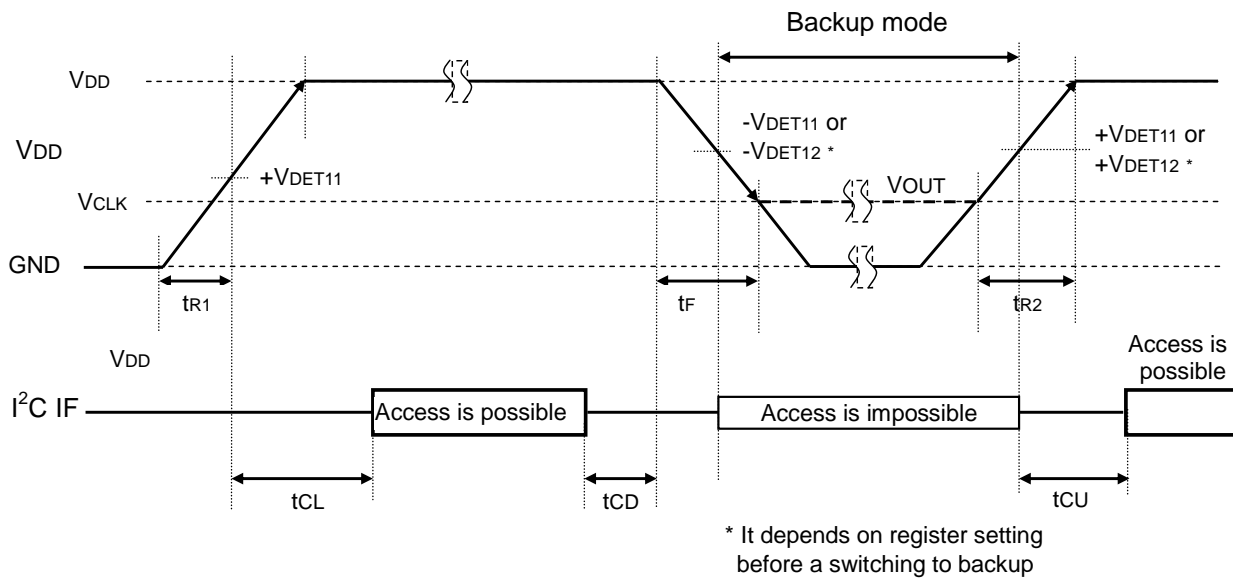 Backup mode
VDD
-VDET11 or
-VDET12 *
+VDET11 or
+VDET12 *
VDD
+VDET11
VCLK
VOUT
GND
tR1
tF
tR2
VDD
Access is
possible
I²C IF
Access is possible
Access is impossible
tCL
tCD
tCU
* It depends on register setting
before a switching to backup